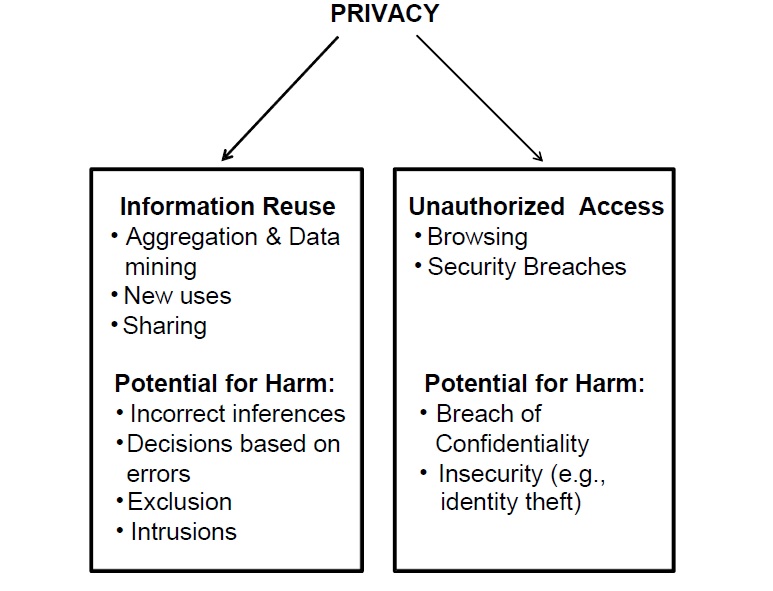 PRIVACY
Information Reuse
• Aggregation & Data
mining
• New uses
• Sharing
Potential for Harm:
• Incorrect inferences
• Decisions based on
errors
• Exclusion
• Intrusions
Unauthorized Access
• Browsing
• Security Breaches
Potential for Harm:
• Breach of
Confidentiality
• Insecurity (e.g.,
identity theft)